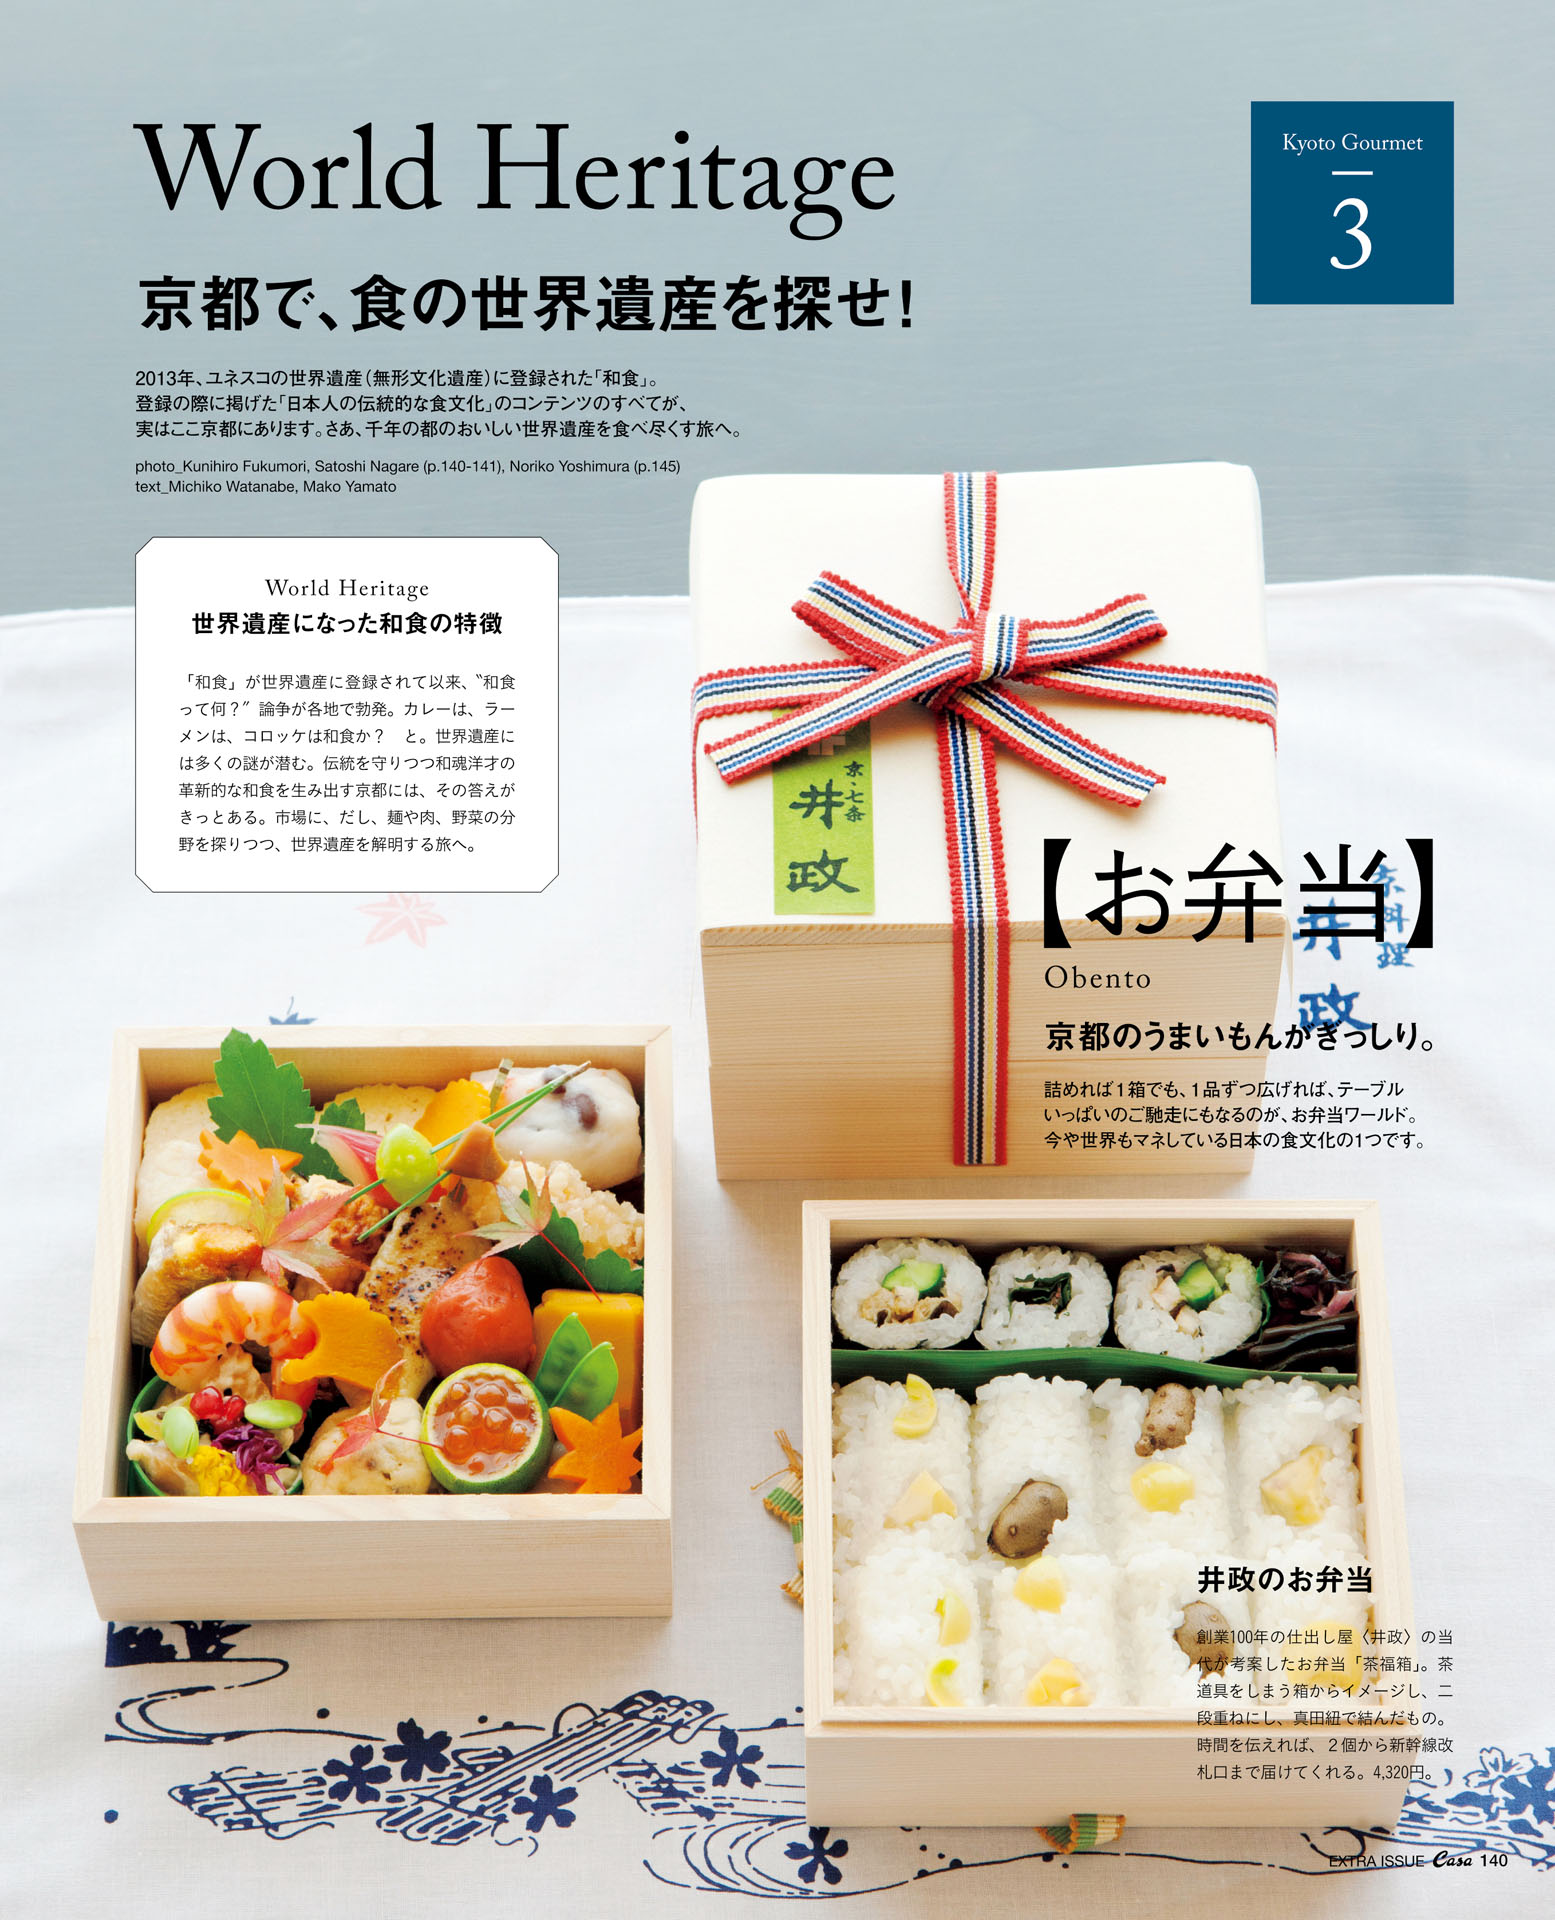 World Heritage
Kyoto Gourmet
3
京都で、食の世界遺産を探せ！
2013年、ユネスコの世界遺産（無形文化遺産）に登録された「和食」。
登録の際に掲げた「日本人の伝統的な食文化」のコンテンツのすべてが、
実はここ京都にあります。さあ、千年の都のおいしい世界遺産を食べ尽くす旅へ。
photo_Kunihiro Fukumori, Satoshi Nagare (p.140-141), Noriko Yoshimura (p.145)
text_Michiko Watanabe, Mako Yamato
World Heritage
世界遺産になった和食の特徴
「和食」が世界遺産に登録されて以来、〝和食
って何？〟論争が各地で勃発。カレーは、ラー
メンは、コロッケは和食か？　と。世界遺産に
は多くの謎が潜む。伝統を守りつつ和魂洋才の
革新的な和食を生み出す京都には、その答えが
きっとある。市場に、だし、麺や肉、野菜の分
野を探りつつ、世界遺産を解明する旅へ。
京・七条
井政
【お弁当】
京料理
井政
Obento
京都のうまいもんがぎっしり。
詰めれば1箱でも、1品ずつ広げれば、テーブル
いっぱいのご馳走にもなるのが、お弁当ワールド。
今や世界もマネしている日本の食文化の1つです。
井政のお弁当
創業100年の仕出し屋〈井政〉の当
代が考案したお弁当「茶福箱」。茶
道具をしまう箱からイメージし、二
段重ねにし、真田紐で結んだもの。
時間を伝えれば、２個から新幹線改
札口まで届けてくれる。4,320円。
EXTRA ISSUE Casa 140